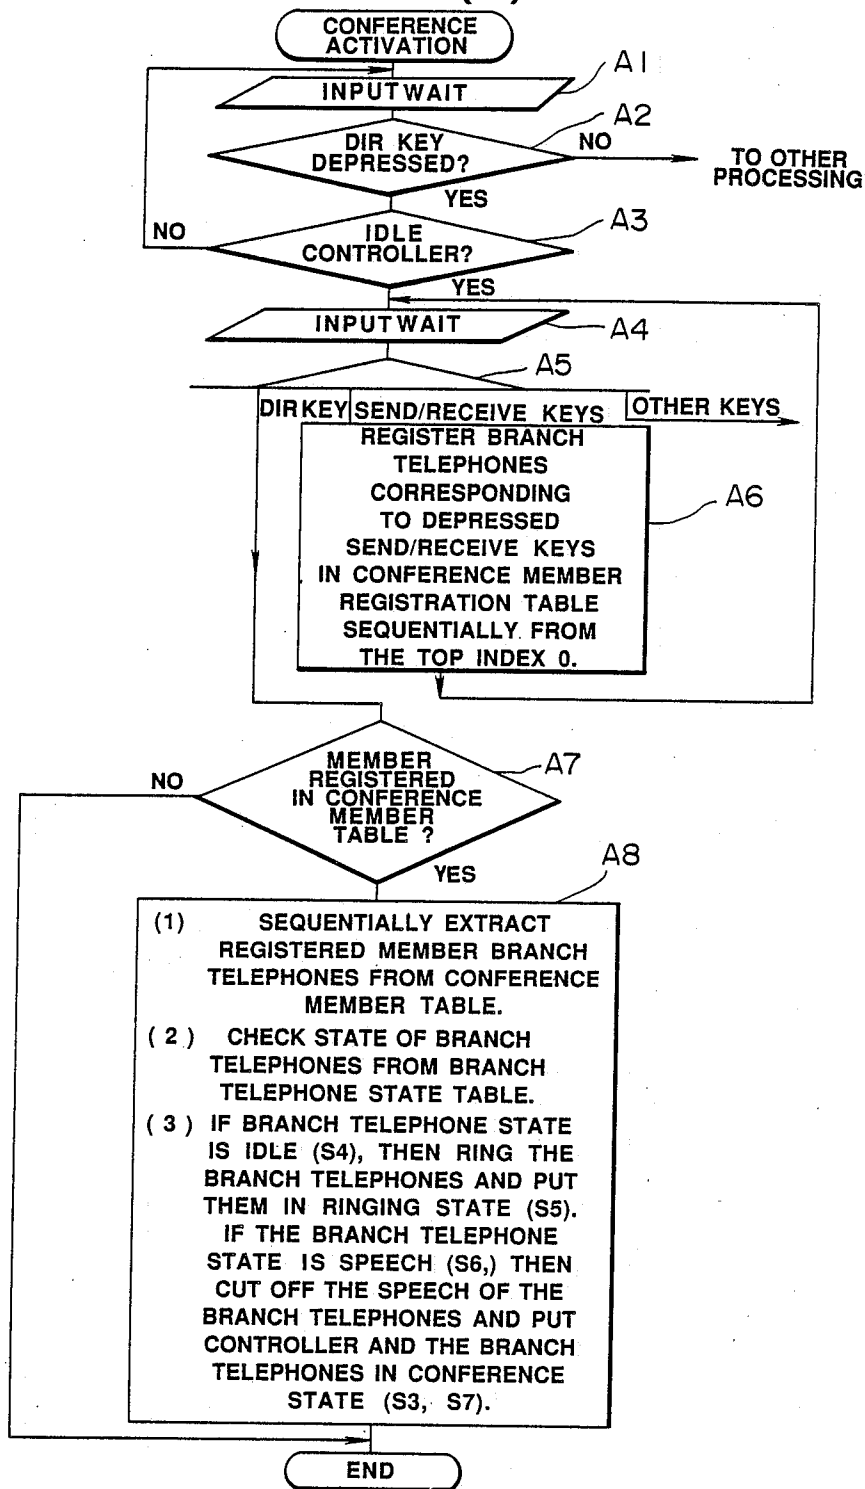 CONFERENCE
ACTIVATION
A1
INPUT WAIT
A2
DIR KEY
DEPRESSED?
NO
TO OTHER
PROCESSING
YES
A3
NO
IDLE
CONTROLLER?
YES
INPUT WAIT
A4
A5
DIR KEY
SEND/RECEIVE KEYS
OTHER KEYS
REGISTER BRANCH
TELEPHONES
CORRESPONDING
TO DEPRESSED
SEND/RECEIVE KEYS
IN CONFERENCE MEMBER
REGISTRATION TABLE
SEQUENTIALLY FROM
THE TOP INDEX 0.
A6
MEMBER
REGISTERED
IN CONFERENCE
MEMBER
TABLE ?
A7
NO
YES
A8
(1) SEQUENTIALLY EXTRACT
REGISTERED MEMBER BRANCH
TELEPHONES FROM CONFERENCE
MEMBER TABLE.
(2) CHECK STATE OF BRANCH
TELEPHONES FROM BRANCH
TELEPHONE STATE TABLE.
(3) IF BRANCH TELEPHONE STATE
IS IDLE (S4), THEN RING THE
BRANCH TELEPHONES AND PUT
THEM IN RINGING STATE (S5).
IF THE BRANCH TELEPHONE
STATE IS SPEECH (S6,) THEN
CUT OFF THE SPEECH OF THE
BRANCH TELEPHONES AND PUT
CONTROLLER AND THE BRANCH
TELEPHONES IN CONFERENCE
STATE (S3, S7).
END